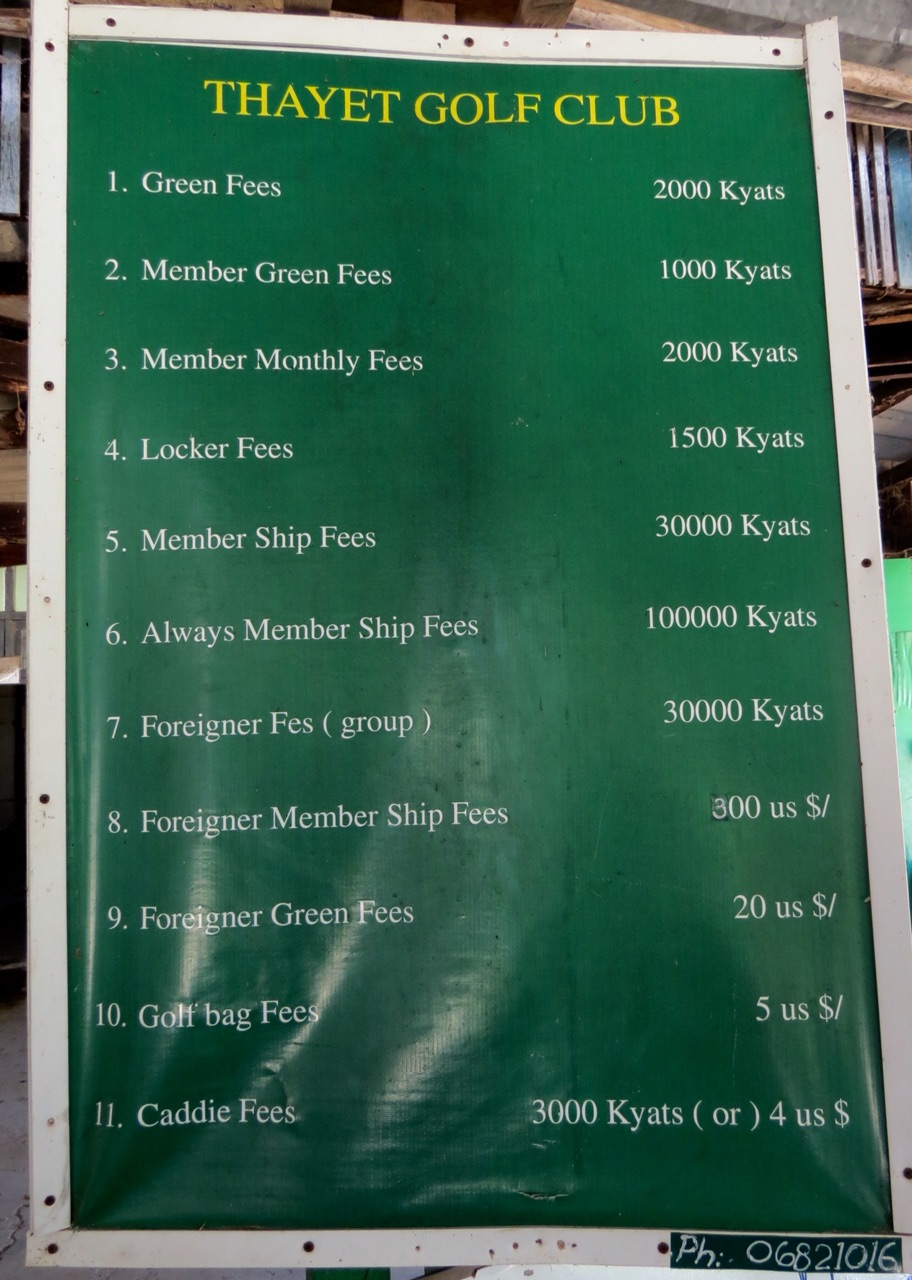 THAYET GOLF CLUB
1. Green Fees 2000 Kyats
2. Member Green Fees 1000 Kyats
3. Member Monthly Fees 2000 Kyats
4. Locker Fees 1500 Kyats
5. Member Ship Fees 30000 Kyats
6. Always Member Ship Fees 100000 Kyats
7. Foreigner Fes ( group ) 30000 Kyats
8. Foreigner Member Ship Fees 300 us $/
9. Foreigner Green Fees 20 us $/
10. Golf bag Fees 5 us $/
11. Caddie Fees 3000 Kyats ( or ) 4 us $
Ph:. 06821016